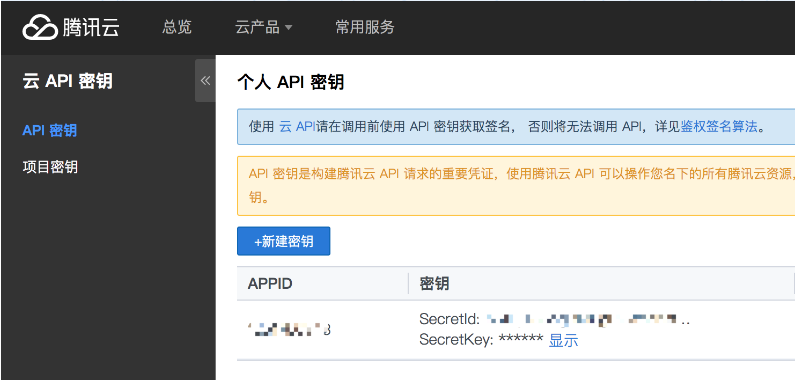 腾讯云 总览 云产品 常用服务
云 API 密钥
API 密钥
项目密钥
个人 API 密钥
使用 云 API请在调用前使用 API 密钥获取签名， 否则将无法调用 API，详见鉴权签名算法。
API 密钥是构建腾讯云 API 请求的重要凭证，使用腾讯云 API 可以操作您名下的所有腾讯云资源，
钥。
+新建密钥
APPID 密钥
SecretId:
SecretKey: ****** 显示